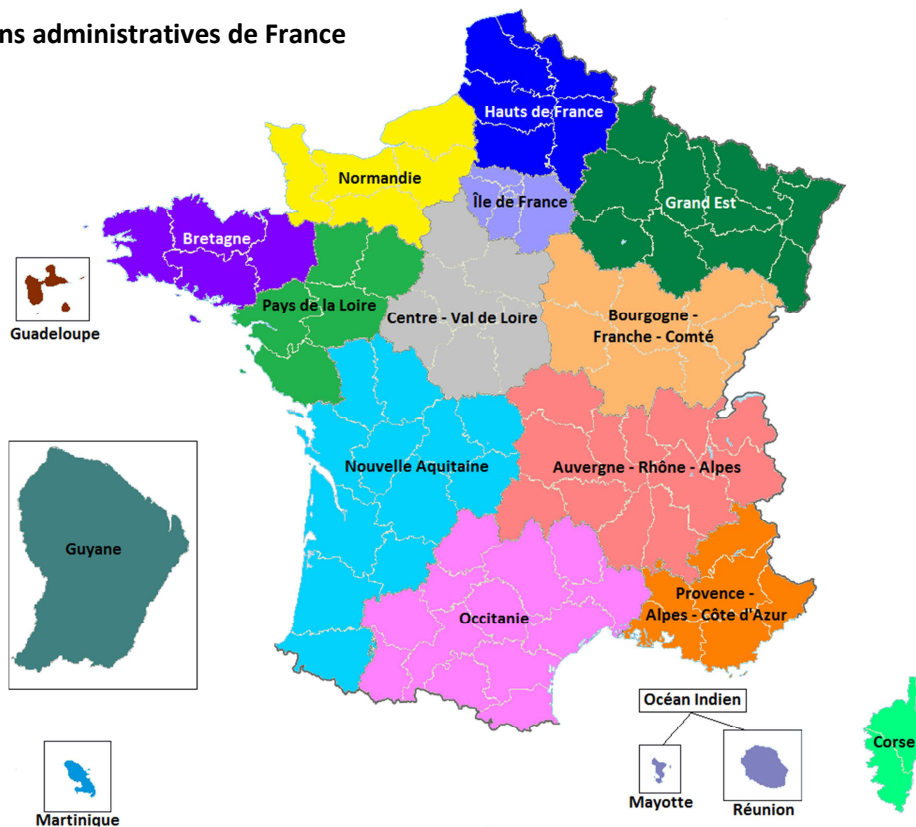 ns administratives de France
Hauts de France
Normandie
Île de France
Grand Est
Bretagne
Pays de la Loire
Centre - Val de Loire
Bourgogne -
Franche - Comté
Guadeloupe
Nouvelle Aquitaine
Auvergne - Rhône - Alpes
Guyane
Provence -
Alpes - Côte d'Azur
Occitanie
Océan Indien
Corse
Mayotte
Réunion
Martinique